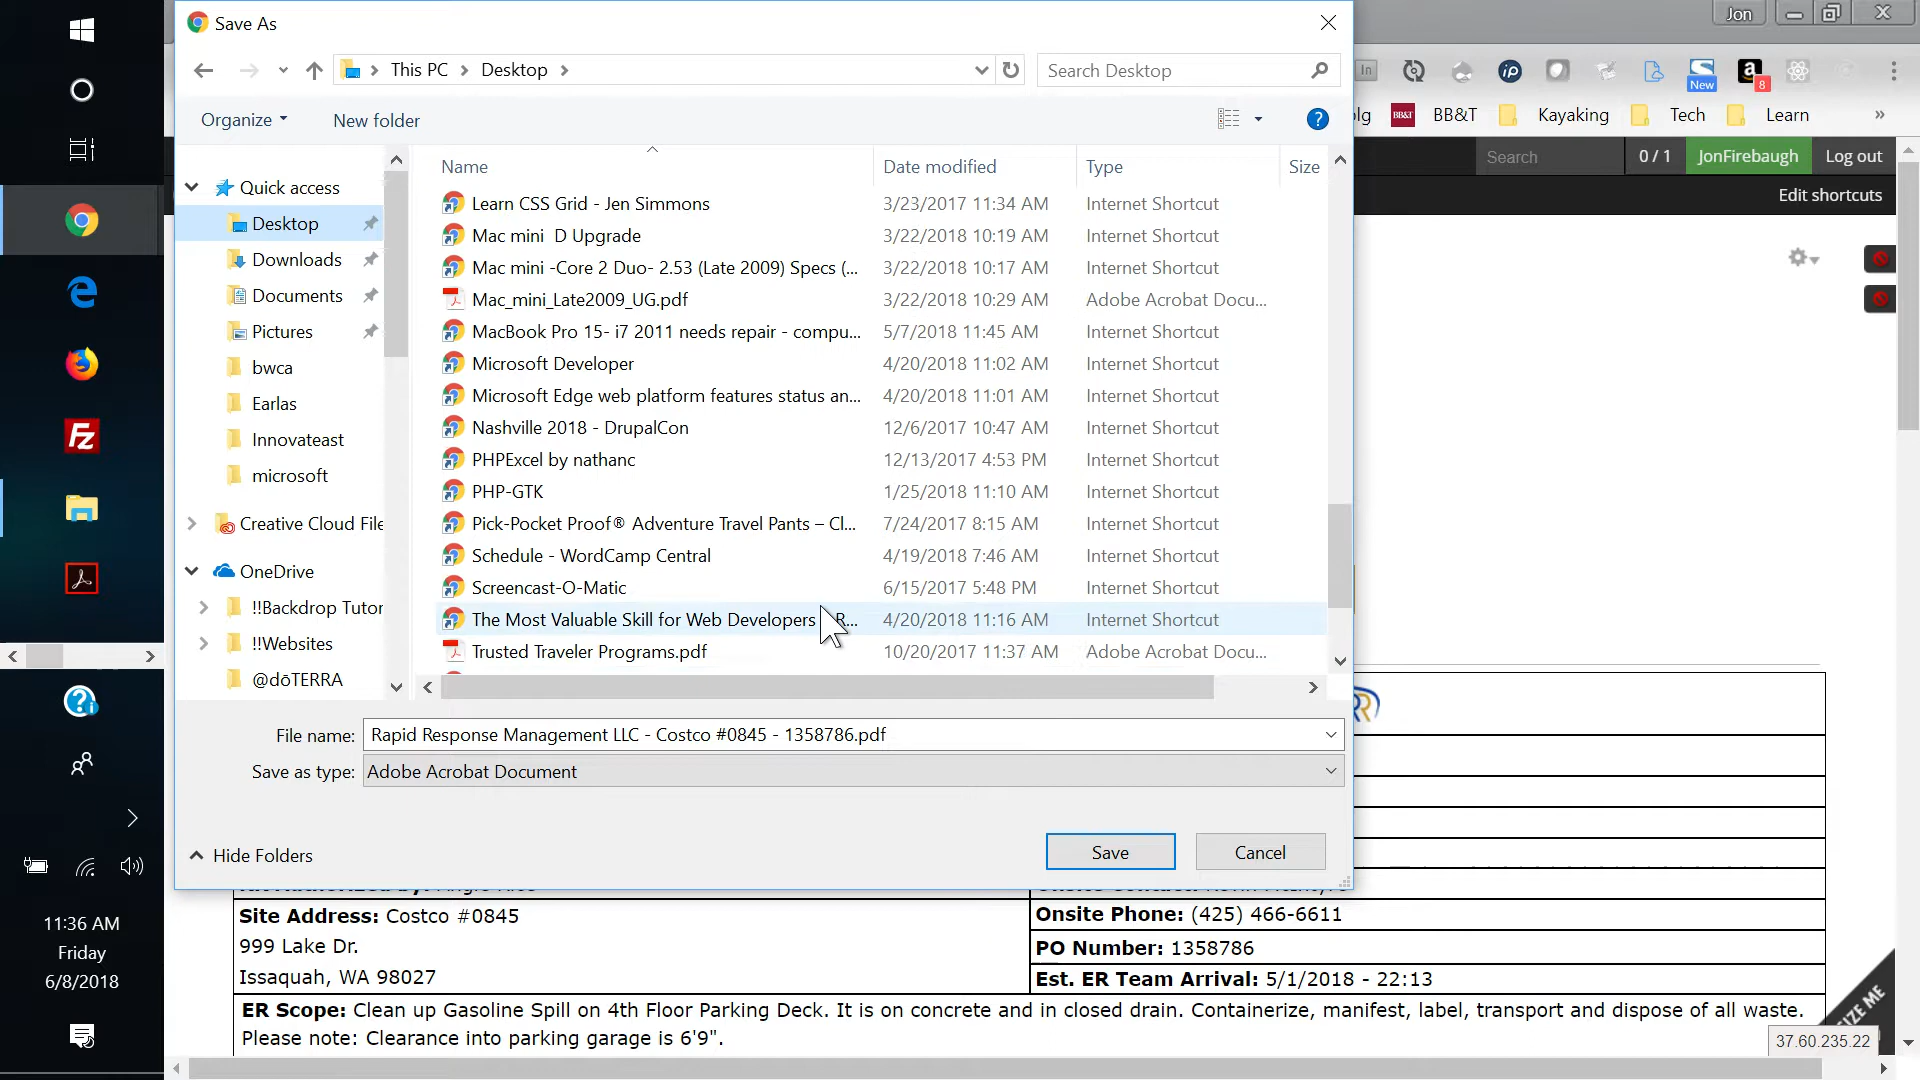 Save As
Jon
This PC
Desktop
Search Desktop
In
iP
New
a
8
Organize
New folder
?
lg
BB&T
BB&T
Kayaking
Tech
Learn
»
Search
0 / 1
JonFirebaugh
Log out
Edit shortcuts
Name
Date modified
Type
Size
Quick access
Desktop
Downloads
Documents
Pictures
bwca
Earlas
Innovateast
microsoft
Creative Cloud File
OneDrive
!!Backdrop Tutor
!!Websites
@dōTERRA
Learn CSS Grid - Jen Simmons 3/23/2017 11:34 AM Internet Shortcut
Mac mini  D Upgrade 3/22/2018 10:19 AM Internet Shortcut
Mac mini -Core 2 Duo- 2.53 (Late 2009) Specs (... 3/22/2018 10:17 AM Internet Shortcut
Mac_mini_Late2009_UG.pdf 3/22/2018 10:29 AM Adobe Acrobat Docu...
MacBook Pro 15- i7 2011 needs repair - compu... 5/7/2018 11:45 AM Internet Shortcut
Microsoft Developer 4/20/2018 11:02 AM Internet Shortcut
Microsoft Edge web platform features status an... 4/20/2018 11:01 AM Internet Shortcut
Nashville 2018 - DrupalCon 12/6/2017 10:47 AM Internet Shortcut
PHPExcel by nathanc 12/13/2017 4:53 PM Internet Shortcut
PHP-GTK 1/25/2018 11:10 AM Internet Shortcut
Pick-Pocket Proof® Adventure Travel Pants – Cl... 7/24/2017 8:15 AM Internet Shortcut
Schedule - WordCamp Central 4/19/2018 7:46 AM Internet Shortcut
Screencast-O-Matic 6/15/2017 5:48 PM Internet Shortcut
The Most Valuable Skill for Web Developers R... 4/20/2018 11:16 AM Internet Shortcut
Trusted Traveler Programs.pdf 10/20/2017 11:37 AM Adobe Acrobat Docu...
File name: Rapid Response Management LLC - Costco #0845 - 1358786.pdf
Save as type: Adobe Acrobat Document
Hide Folders
Save
Cancel
Fz
11:36 AM
Friday
6/8/2018
Site Address: Costco #0845
999 Lake Dr.
Issaquah, WA 98027
Onsite Phone: (425) 466-6611
PO Number: 1358786
Est. ER Team Arrival: 5/1/2018 - 22:13
ER Scope: Clean up Gasoline Spill on 4th Floor Parking Deck. It is on concrete and in closed drain. Containerize, manifest, label, transport and dispose of all waste.
Please note: Clearance into parking garage is 6'9".
IZE ME
37.60.235.22